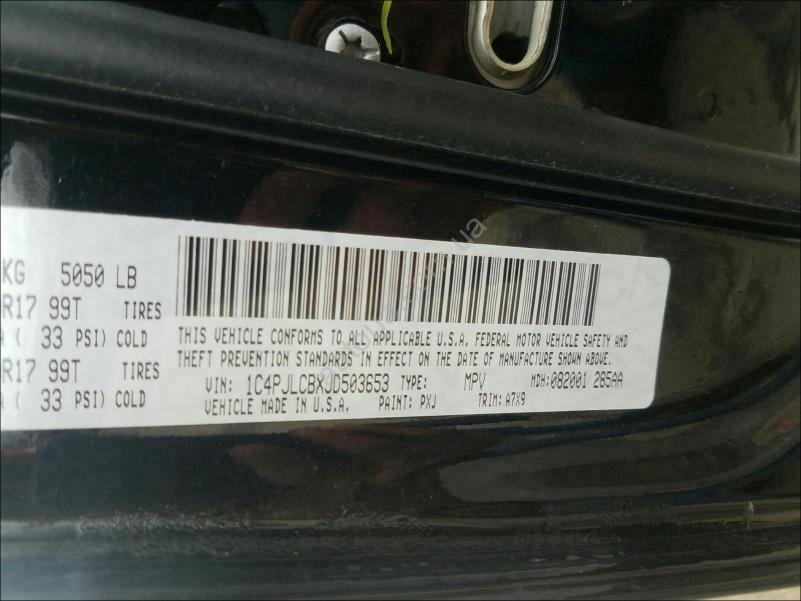 KG 5050 LB
R17 99T TIRES
( 33 PSI) COLD
R17 99T
( 33 PSI) COLD
THIS VEHICLE CONFORMS TO ALL APPLICABLE U.S.A. FEDERAL MOTOR VEHICLE SAFETY AND
THEFT PREVENTION STANDARDS IN EFFECT ON THE DATE OF MANUFACTURE SHOWN ABOVE.
VIN: 1C4PJLCBXJD503653 TYPE: MPV MDH:082001 285AA
VEHICLE MADE IN U.S.A. PAINT: PXJ TRIM: A7X9